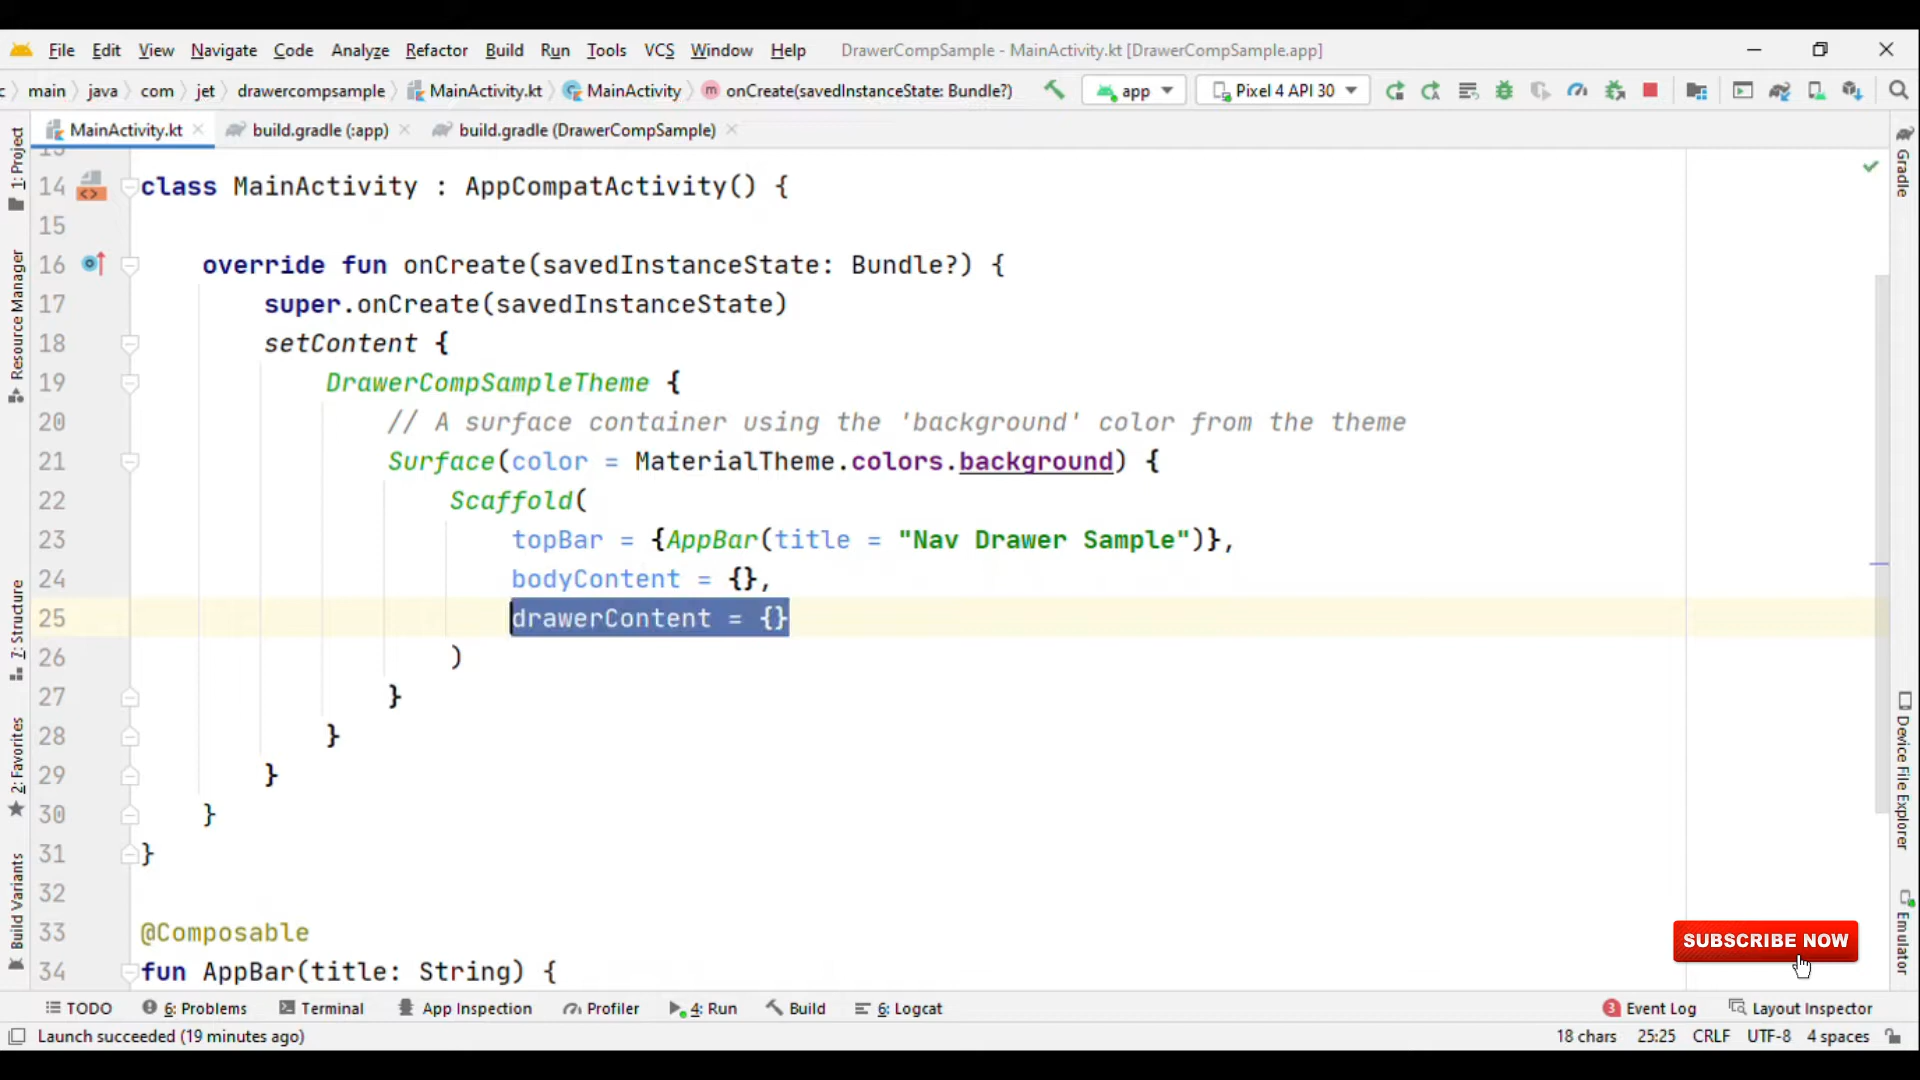 File Edit View Navigate Code Analyze Refactor Build Run Tools VCS Window Help DrawerCompSample - MainActivity.kt [DrawerCompSample.app]
main java com jet drawercompsample MainActivity.kt MainActivity onCreate(savedInstanceState: Bundle?) app Pixel 4 API 30
MainActivity.kt build.gradle (:app) build.gradle (DrawerCompSample)
1: Project
Resource Manager
7: Structure
2: Favorites
Build Variants
14 class MainActivity : AppCompatActivity() {
15
16 override fun onCreate(savedInstanceState: Bundle?) {
17 super.onCreate(savedInstanceState)
18 setContent {
19 DrawerCompSampleTheme {
20 // A surface container using the 'background' color from the theme
21 Surface(color = MaterialTheme.colors.background) {
22 Scaffold(
23 topBar = {AppBar(title = "Nav Drawer Sample")},
24 bodyContent = {},
25 drawerContent = {}
26 )
27 }
28 }
29 }
30 }
31 }
32
33 @Composable
34 fun AppBar(title: String) {
Gradle
Device File Explorer
Emulator
SUBSCRIBE NOW
TODO 6: Problems Terminal App Inspection Profiler 4: Run Build 6: Logcat 3 Event Log Layout Inspector
Launch succeeded (19 minutes ago) 18 chars 25:25 CRLF UTF-8 4 spaces